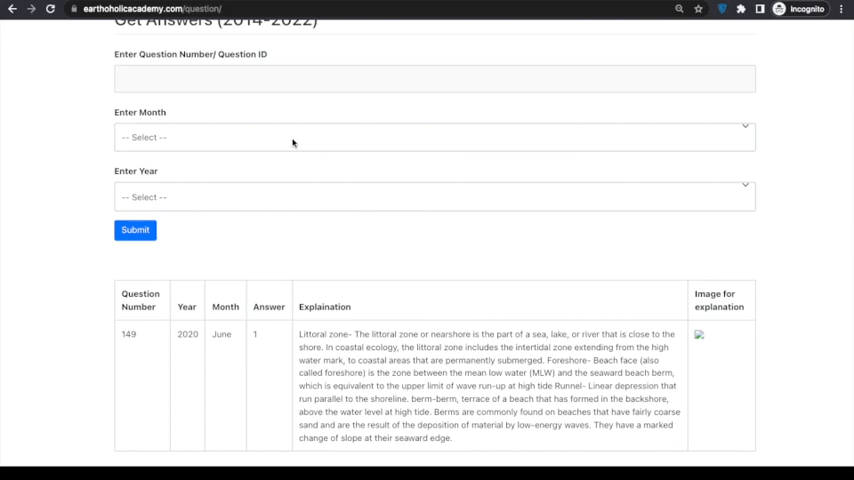 earthoholicacademy.com/question/
Incognito
Get Answers (2014-2022)
Enter Question Number/ Question ID
Enter Month
-- Select --
Enter Year
-- Select --
Submit
Question Number Year Month Answer Explaination Image for explanation
149 2020 June 1
Littoral zone- The littoral zone or nearshore is the part of a sea, lake, or river that is close to the
shore. In coastal ecology, the littoral zone includes the intertidal zone extending from the high
water mark, to coastal areas that are permanently submerged. Foreshore- Beach face (also
called foreshore) is the zone between the mean low water (MLW) and the seaward beach berm,
which is equivalent to the upper limit of wave run-up at high tide Runnel- Linear depression that
run parallel to the shoreline. berm-berm, terrace of a beach that has formed in the backshore,
above the water level at high tide. Berms are commonly found on beaches that have fairly coarse
sand and are the result of the deposition of material by low-energy waves. They have a marked
change of slope at their seaward edge.